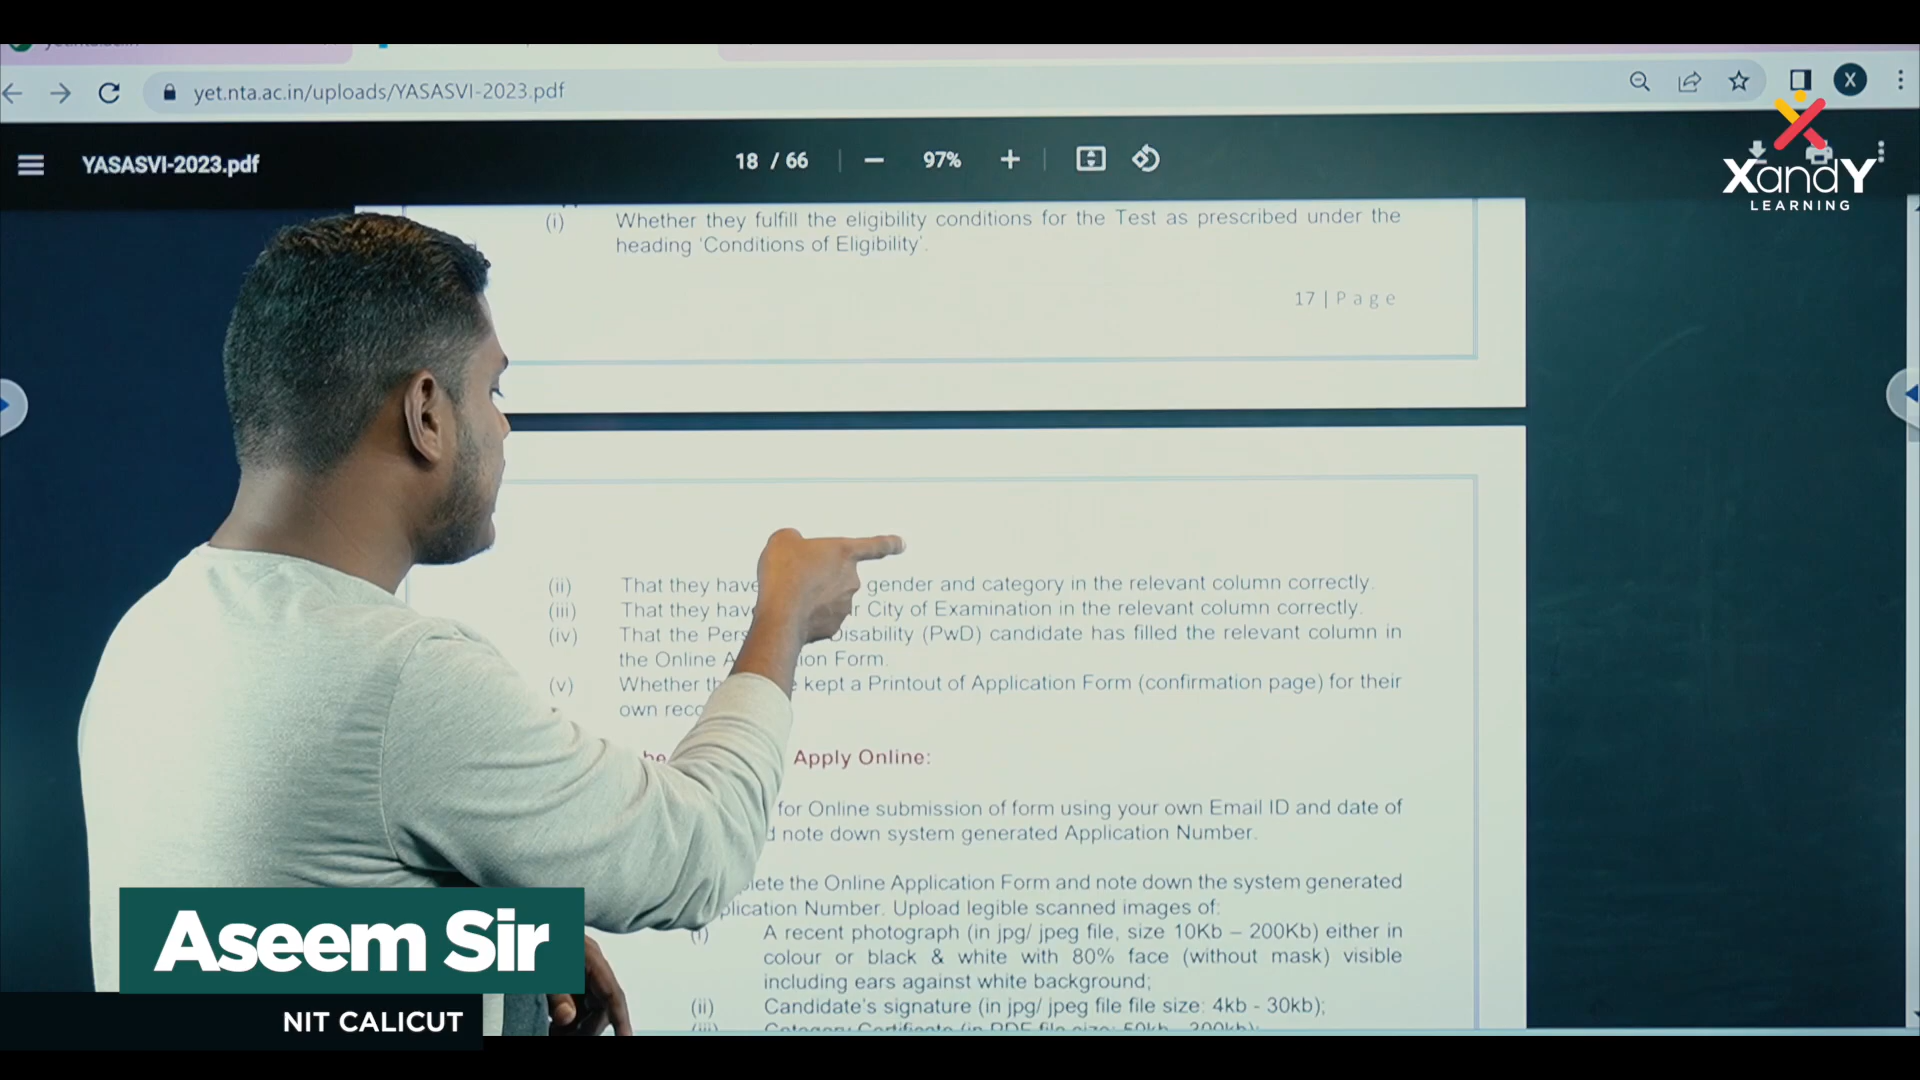 yet.nta.ac.in/uploads/YASASVI-2023.pdf
X
YASASVI-2023.pdf
18 / 66
97%
XandY
LEARNING
(i) Whether they fulfill the eligibility conditions for the Test as prescribed under the
heading 'Conditions of Eligibility'.
17 | Page
(ii) That they have gender and category in the relevant column correctly.
(iii) That they City of Examination in the relevant column correctly.
(iv) That the Disability (PwD) candidate has filled the relevant column in
the Online Form.
(v) Whether kept a Printout of Application Form (confirmation page) for their
own
Apply Online:
for Online submission of form using your own Email ID and date of
note down system generated Application Number.
the Online Application Form and note down the system generated
Number. Upload legible scanned images of:
(i) A recent photograph (in jpg/ jpeg file, size 10Kb – 200Kb) either in
colour or black & white with 80% face (without mask) visible
including ears against white background;
(ii) Candidate's signature (in jpg/ jpeg file file size: 4kb - 30kb);
Aseem Sir
NIT CALICUT